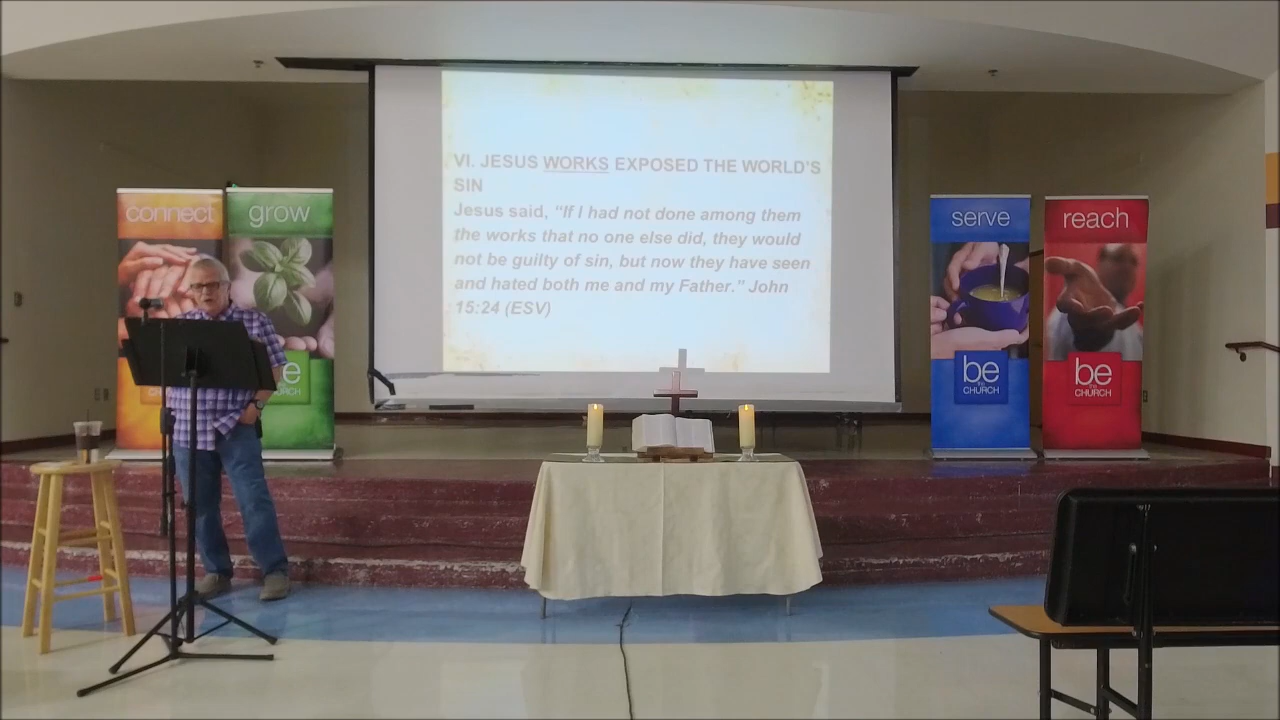 VI. JESUS WORKS EXPOSED THE WORLD'S
SIN
Jesus said, "If I had not done among them
the works that no one else did, they would
not be guilty of sin, but now they have seen
and hated both me and my Father." John
15:24 (ESV)
connect
grow
serve
reach
be
CHURCH
be
CHURCH